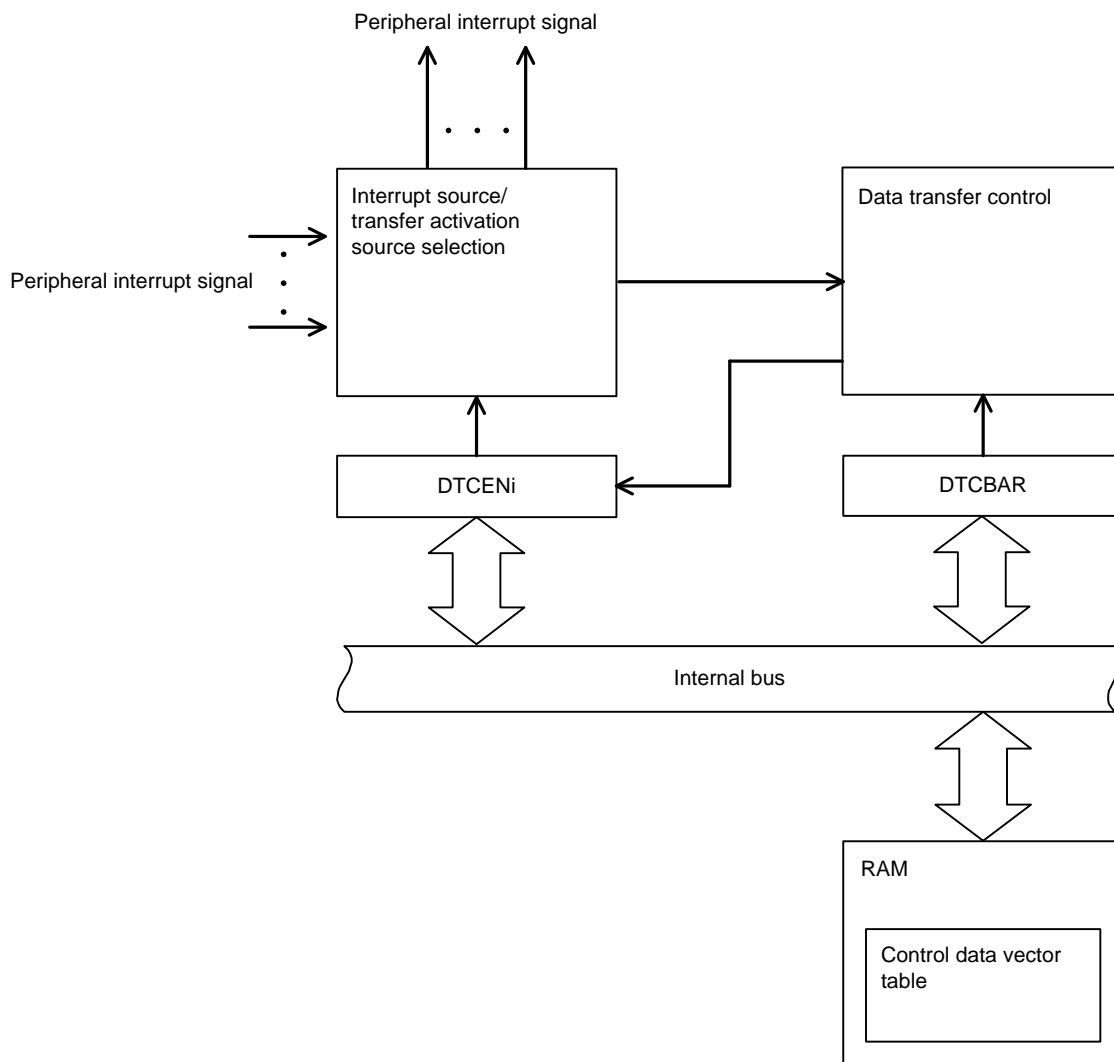 Peripheral interrupt signal
Interrupt source/
transfer activation
source selection
Data transfer control
Peripheral interrupt signal
DTCENi
DTCBAR
Internal bus
RAM
Control data vector
table